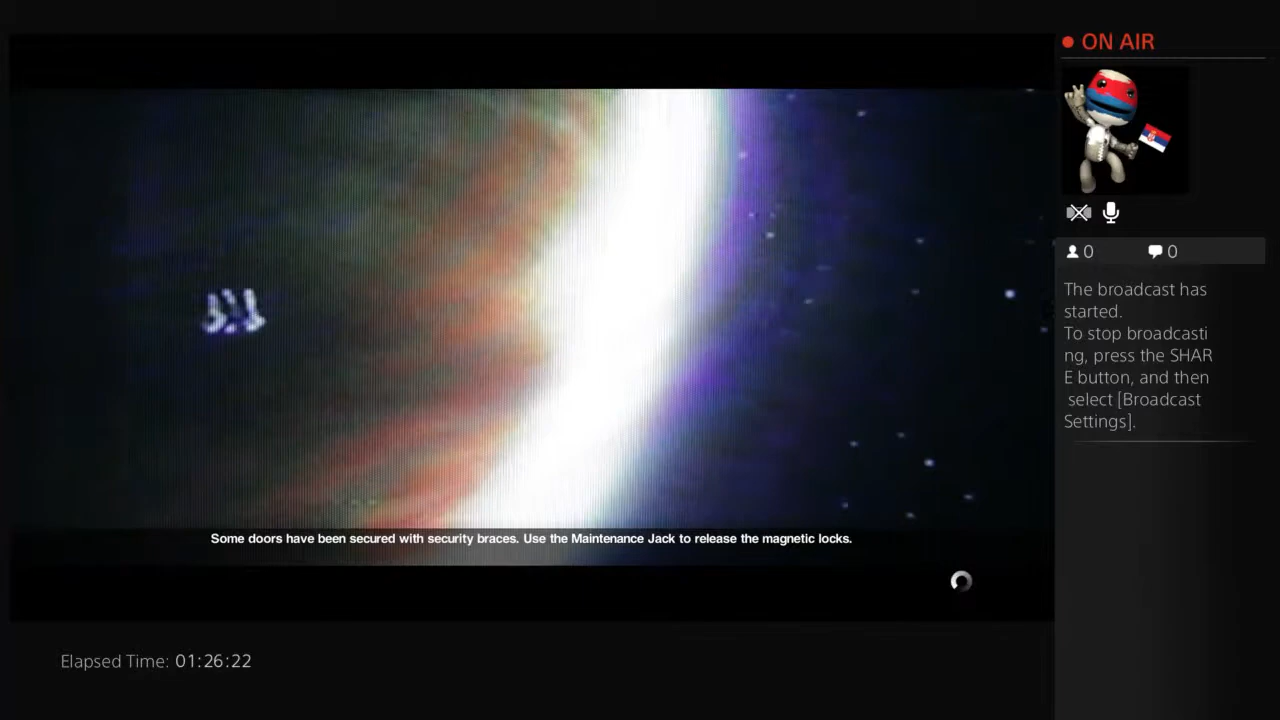 ON AIR
0 0
The broadcast has
started.
To stop broadcasti
ng, press the SHAR
E button, and then
select [Broadcast
Settings].
Some doors have been secured with security braces. Use the Maintenance Jack to release the magnetic locks.
Elapsed Time: 01:26:22